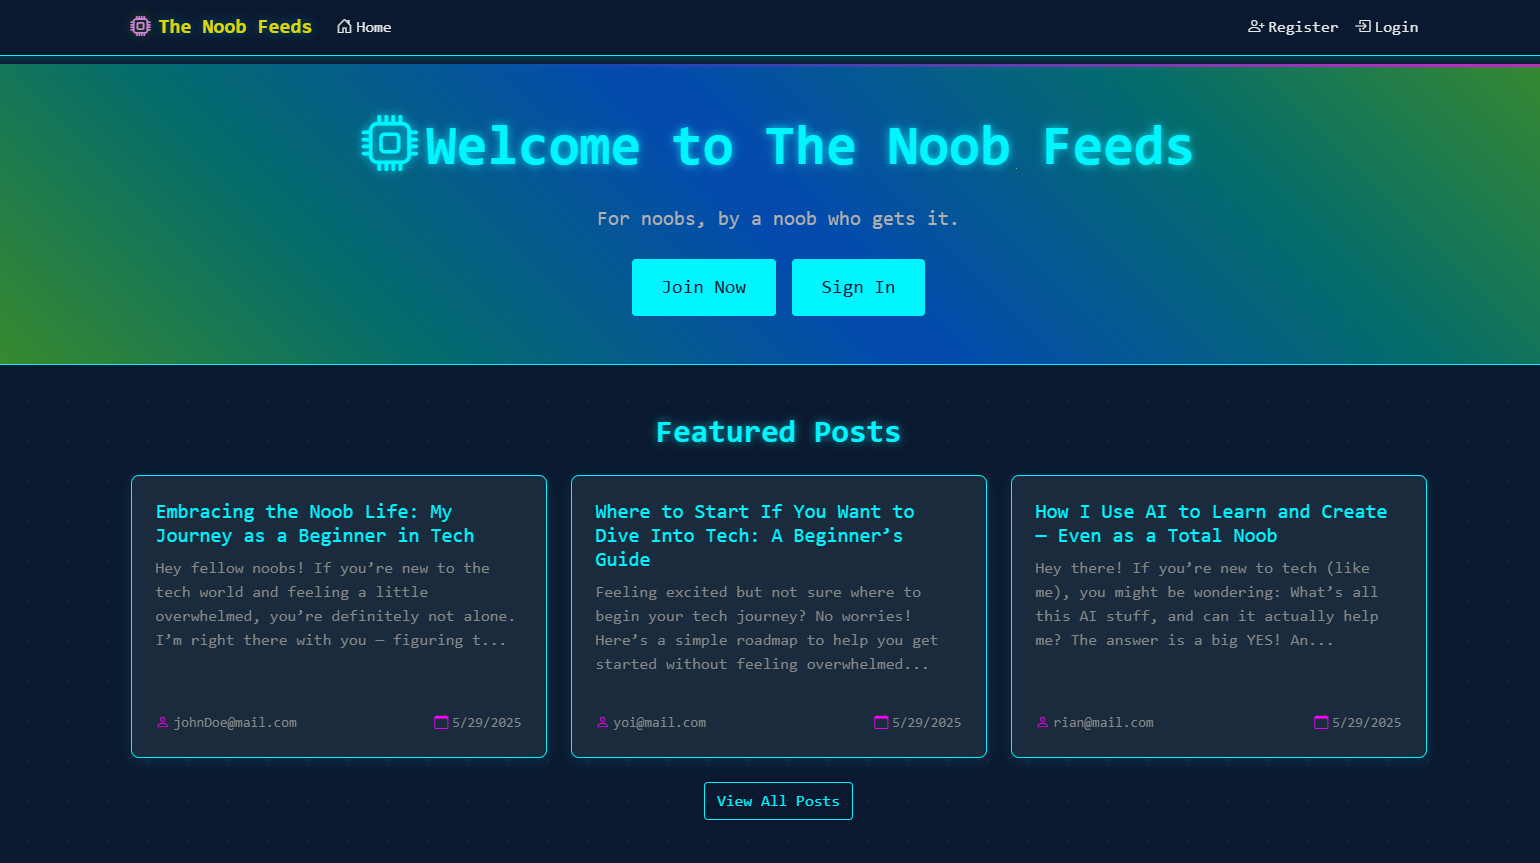 The Noob Feeds
Home
Register
Login
Welcome to The Noob Feeds
For noobs, by a noob who gets it.
Join Now
Sign In
Featured Posts
Embracing the Noob Life: My
Journey as a Beginner in Tech
Hey fellow noobs! If you’re new to the
tech world and feeling a little
overwhelmed, you’re definitely not alone.
I’m right there with you — figuring t...
johnDoe@mail.com
5/29/2025
Where to Start If You Want to
Dive Into Tech: A Beginner’s
Guide
Feeling excited but not sure where to
begin your tech journey? No worries!
Here’s a simple roadmap to help you get
started without feeling overwhelmed...
yoi@mail.com
5/29/2025
How I Use AI to Learn and Create
— Even as a Total Noob
Hey there! If you’re new to tech (like
me), you might be wondering: What’s all
this AI stuff, and can it actually help
me? The answer is a big YES! An...
rian@mail.com
5/29/2025
View All Posts